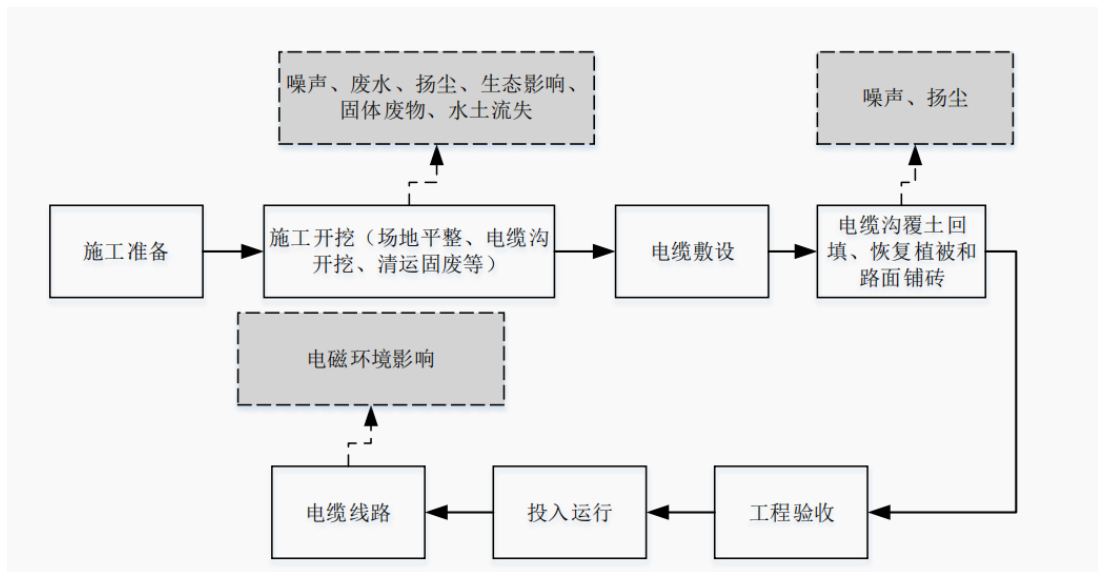 噪声、废水、扬尘、生态影响、
固体废物、水土流失
噪声、扬尘
施工准备
施工开挖（场地平整、电缆沟
开挖、清运固废等）
电缆敷设
电缆沟覆土回
填、恢复植被和
路面铺砖
电磁环境影响
电缆线路
投入运行
工程验收